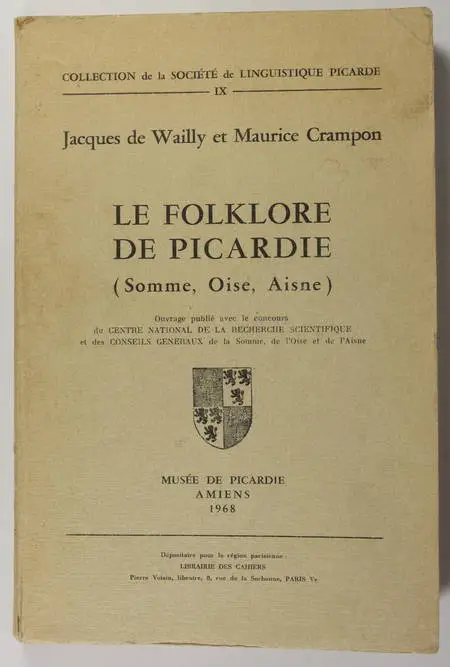 COLLECTION de la SOCIÉTÉ de LINGUISTIQUE PICARDE
IX
Jacques de Wailly et Maurice Crampon
LE FOLKLORE
DE PICARDIE
(Somme, Oise, Aisne)
Ouvrage publié avec le concours
du CENTRE NATIONAL DE LA RECHERCHE SCIENTIFIQUE
et des CONSEILS GÉNÉRAUX de la Somme, de l'Oise et de l'Aisne
MUSÉE DE PICARDIE
AMIENS
1968
Dépositaire pour la région parisienne :
LIBRAIRIE DES CAHIERS
Pierre Voisin, libraire, 8, rue de la Sorbonne, PARIS Ve